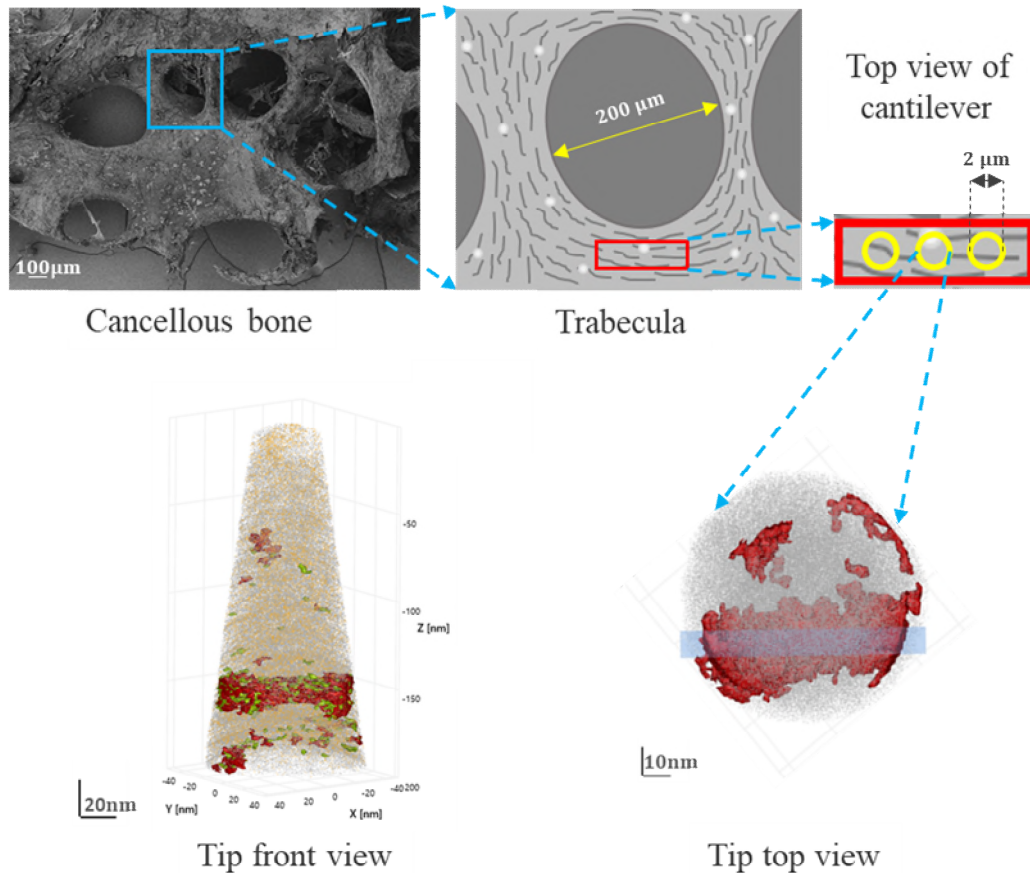 200 µm
Top view of
cantilever
2 µm
100µm
Cancellous bone
Trabecula
-50
-100
Z [nm]
-150
-200
-40
-20
0
20
40
Y [nm]
40
20
0
-20
-40
X [nm]
20nm
10nm
Tip front view
Tip top view